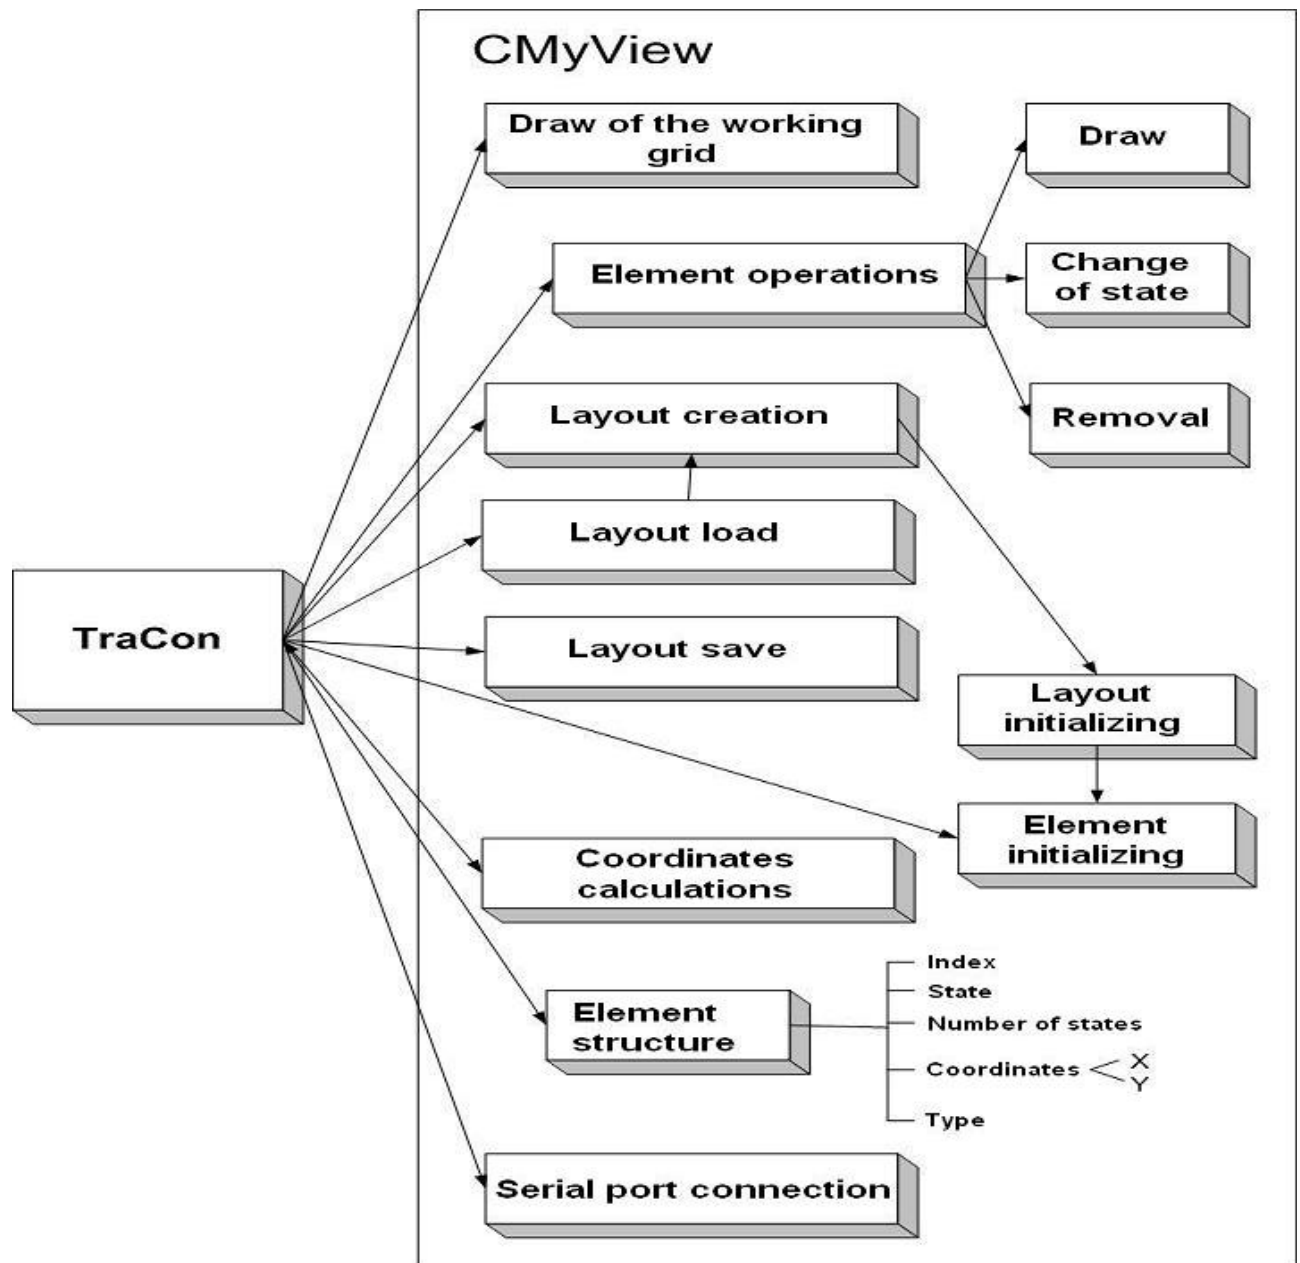 CMyView
Draw of the working
grid
Draw
Element operations
Change
of state
Layout creation
Removal
Layout load
TraCon
Layout save
Layout
initializing
Element
initializing
Coordinates
calculations
Element
structure
Index
State
Number of states
Coordinates
X
Y
Type
Serial port connection